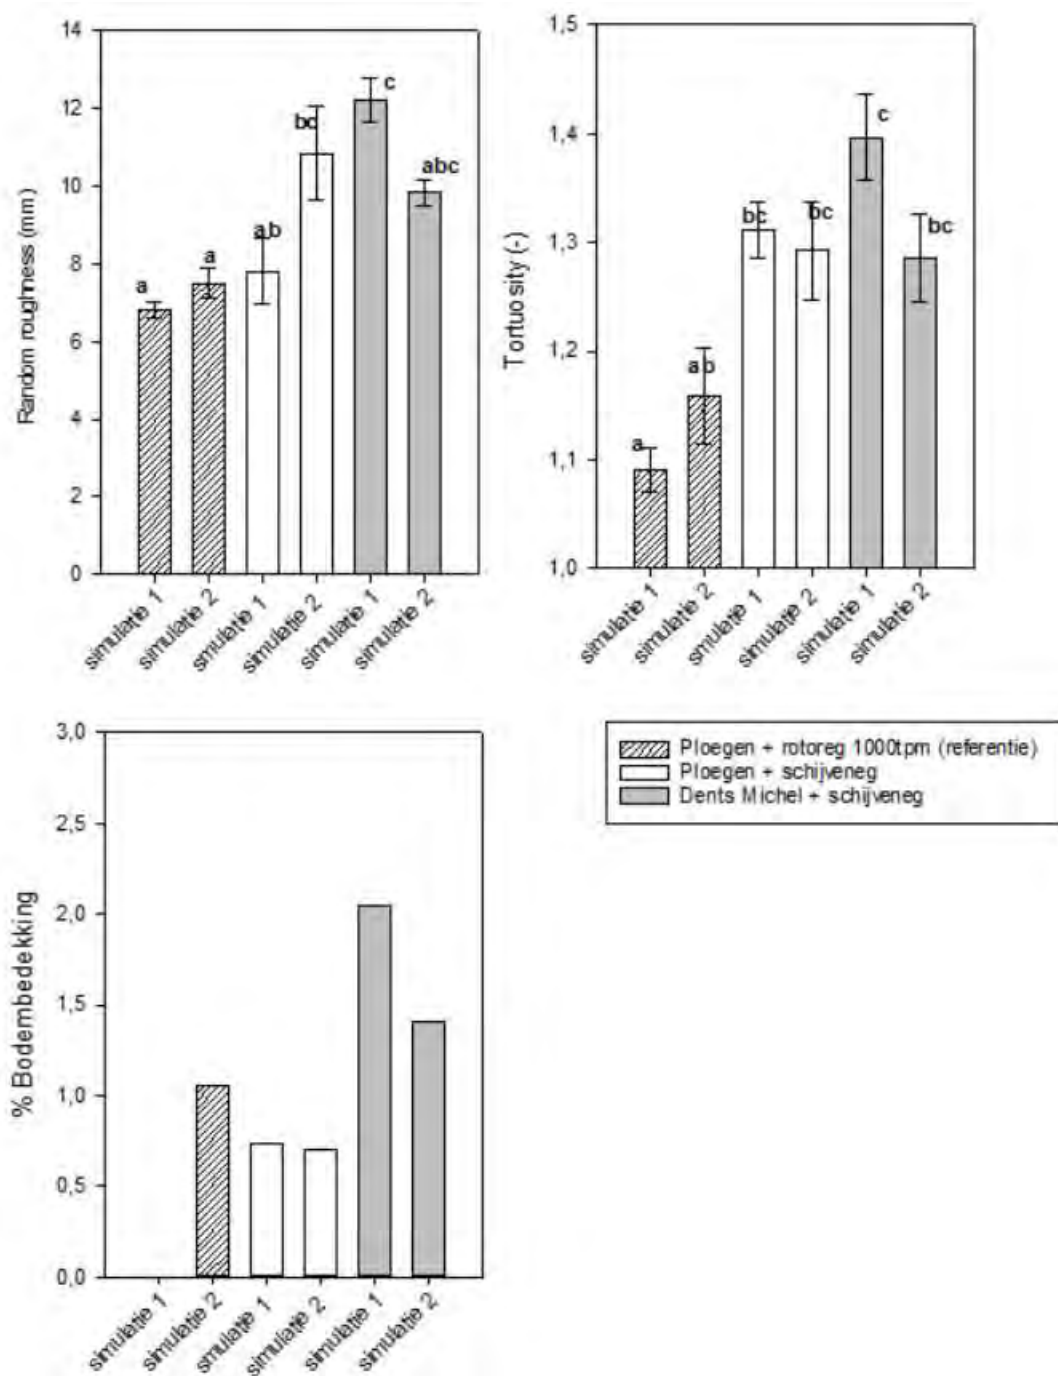 Random roughness (mm)
14
12
10
8
6
4
2
0
a
a
ab
bc
c
abc
simulatie 1
simulatie 2
simulatie 1
simulatie 2
simulatie 1
simulatie 2
Tortuosity (-)
1,5
1,4
1,3
1,2
1,1
1,0
a
ab
bc
bc
c
bc
simulatie 1
simulatie 2
simulatie 1
simulatie 2
simulatie 1
simulatie 2
% Bodembedekking
3,0
2,5
2,0
1,5
1,0
0,5
0,0
simulatie 1
simulatie 2
simulatie 1
simulatie 2
simulatie 1
simulatie 2
Ploegen + rotoreg 1000tpm (referentie)
Ploegen + schijveneg
Dents Michel + schijveneg